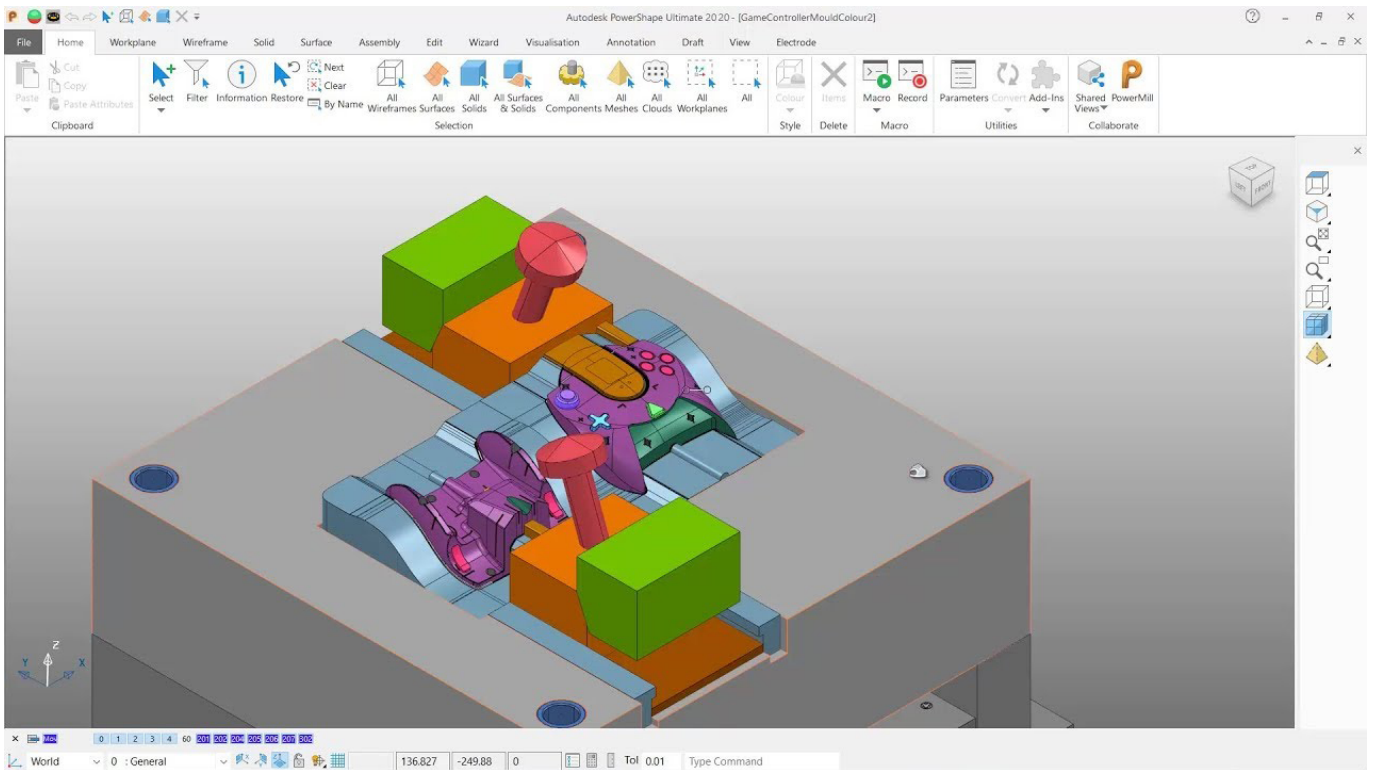 Autodesk PowerShape Ultimate 2020 - [GameControllerMouldColour2]
File Home Workplane Wireframe Solid Surface Assembly Edit Wizard Visualisation Annotation Draft View Electrode
Paste
Cut
Copy
Paste Attributes
Clipboard
Select Filter Information Restore
Next
Clear
By Name
All Wireframes
All Surfaces
All Solids
All Surfaces & Solids
All Components
All Meshes
All Clouds
All Workplanes
All
Selection
Colour
Style
Items
Delete
Macro Record
Macro
Parameters Convert Add-Ins
Utilities
Shared Views PowerMill
Collaborate
TOP
LEFT FRONT
Z
Y X
0 1 2 3 4 60 201 202 204 205 206 207 302
World 0 : General 136.827 -249.88 0 Tol 0.01 Type Command